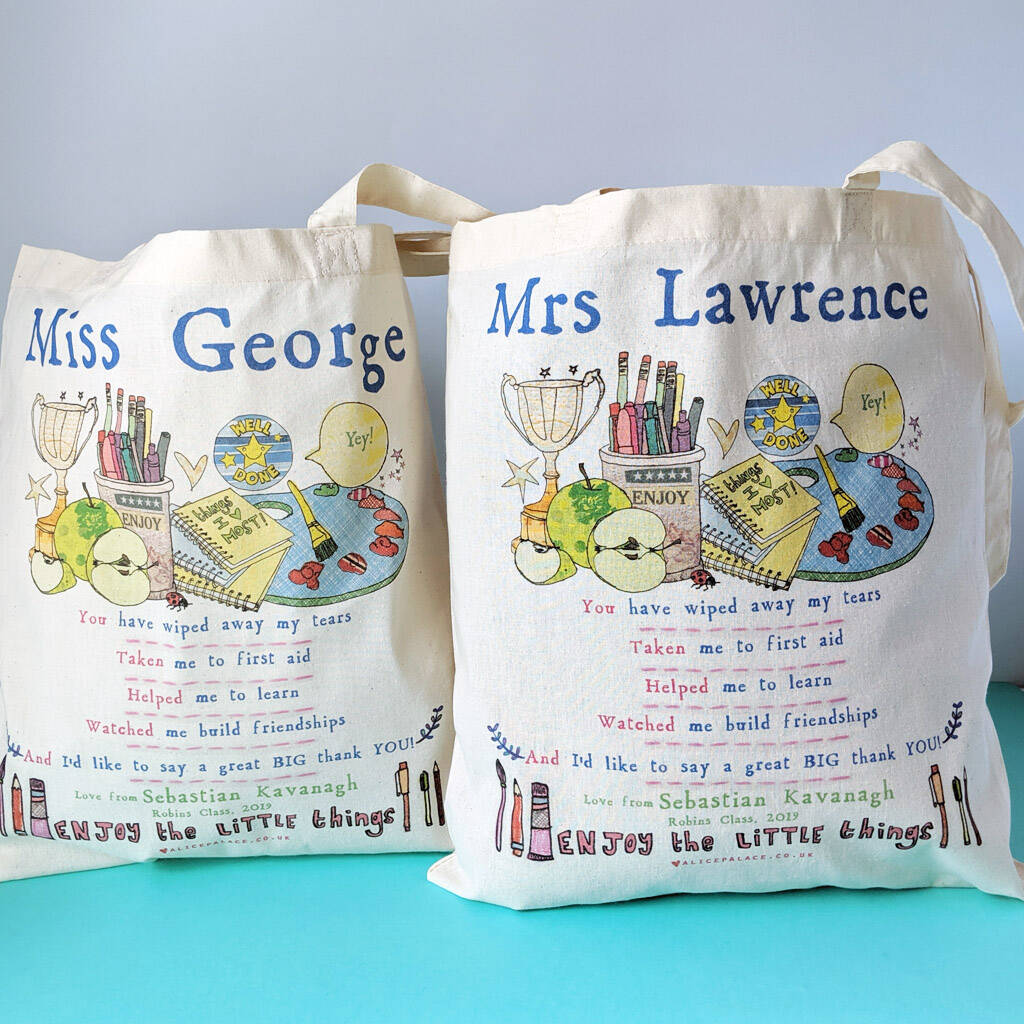 Miss George
WELL
DONE
Yey!
ENJOY
things
I
MOST!
You have wiped away my tears
Taken me to first aid
Helped me to learn
Watched me build friendships
And I'd like to say a great BIG thank YOU!
Love from Sebastian Kavanagh
Robins Class, 2019
ENJOY the LiTTLE things
ALICEPALACE.CO.UK
Mrs Lawrence
WELL
DONE
Yey!
ENJOY
things
I
MOST!
You have wiped away my tears
Taken me to first aid
Helped me to learn
Watched me build friendships
And I'd like to say a great BIG thank YOU!
Love from Sebastian Kavanagh
Robins Class, 2019
ENJOY the LiTTLE things
ALICEPALACE.CO.UK